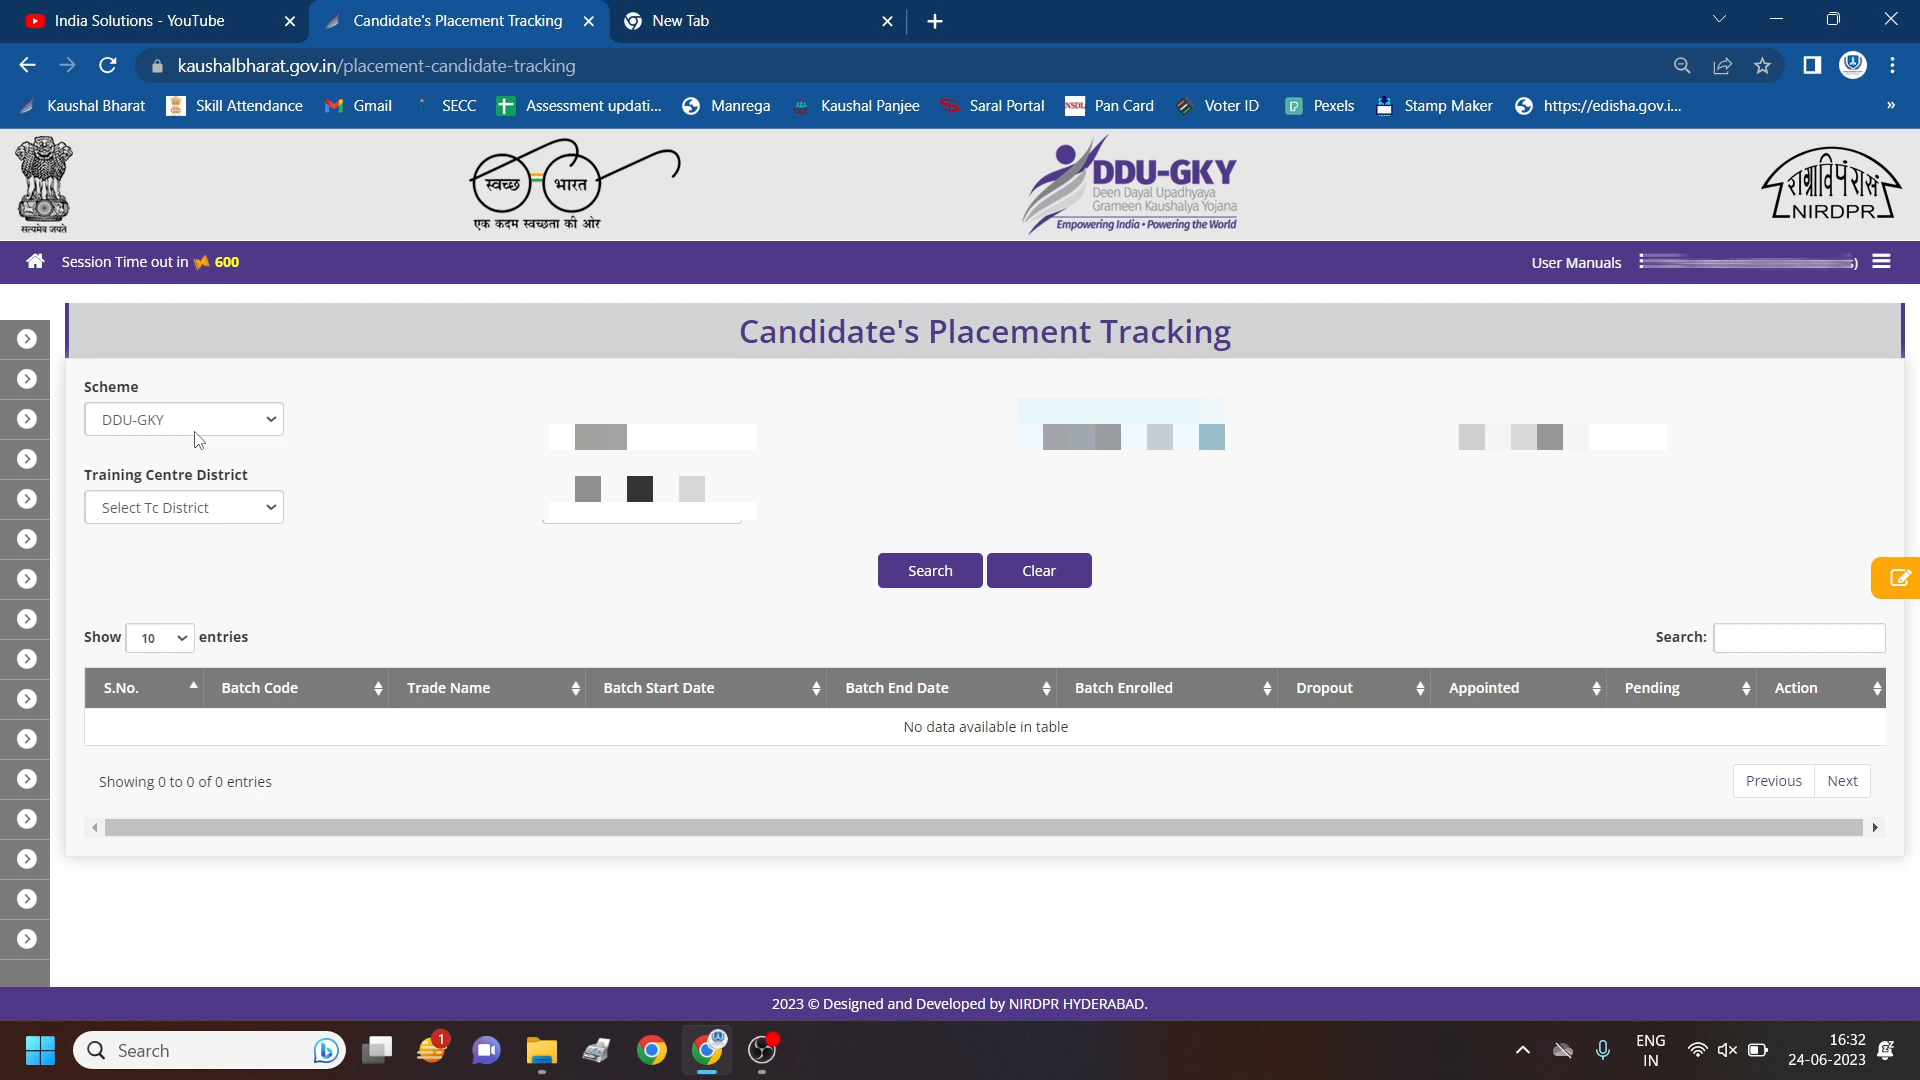 India Solutions - YouTube
Candidate's Placement Tracking
New Tab
kaushalbharat.gov.in/placement-candidate-tracking
Kaushal Bharat
Skill Attendance
Gmail
SECC
Assessment updati...
Manrega
Kaushal Panjee
Saral Portal
NSDL
Pan Card
Voter ID
Pexels
Stamp Maker
https://edisha.gov.i...
»
सत्यमेव जयते
स्वच्छ भारत
एक कदम स्वच्छता की ओर
DDU-GKY
Deen Dayal Upadhyaya
Grameen Kaushalya Yojana
Empowering India • Powering the World
NIRDPR
Session Time out in 600
User Manuals
Candidate's Placement Tracking
Scheme
DDU-GKY
Training Centre District
Select Tc District
Search
Clear
Show 10 entries
Search:
S.No.
Batch Code
Trade Name
Batch Start Date
Batch End Date
Batch Enrolled
Dropout
Appointed
Pending
Action
No data available in table
Showing 0 to 0 of 0 entries
Previous
Next
2023 © Designed and Developed by NIRDPR HYDERABAD.
Search
1
ENG
IN
16:32
24-06-2023